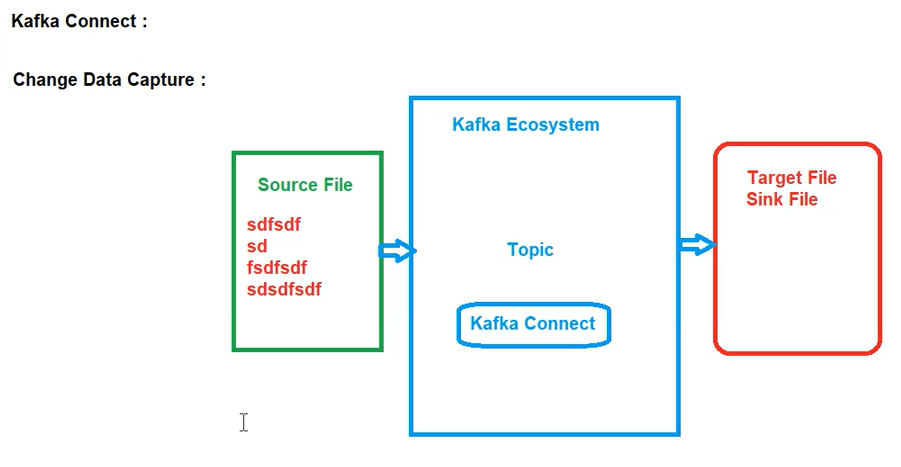 Kafka Connect :
Change Data Capture :
Kafka Ecosystem
Source File
sdfsdf
sd
fsdfsdf
sdsdfsdf
Topic
Kafka Connect
Target File
Sink File